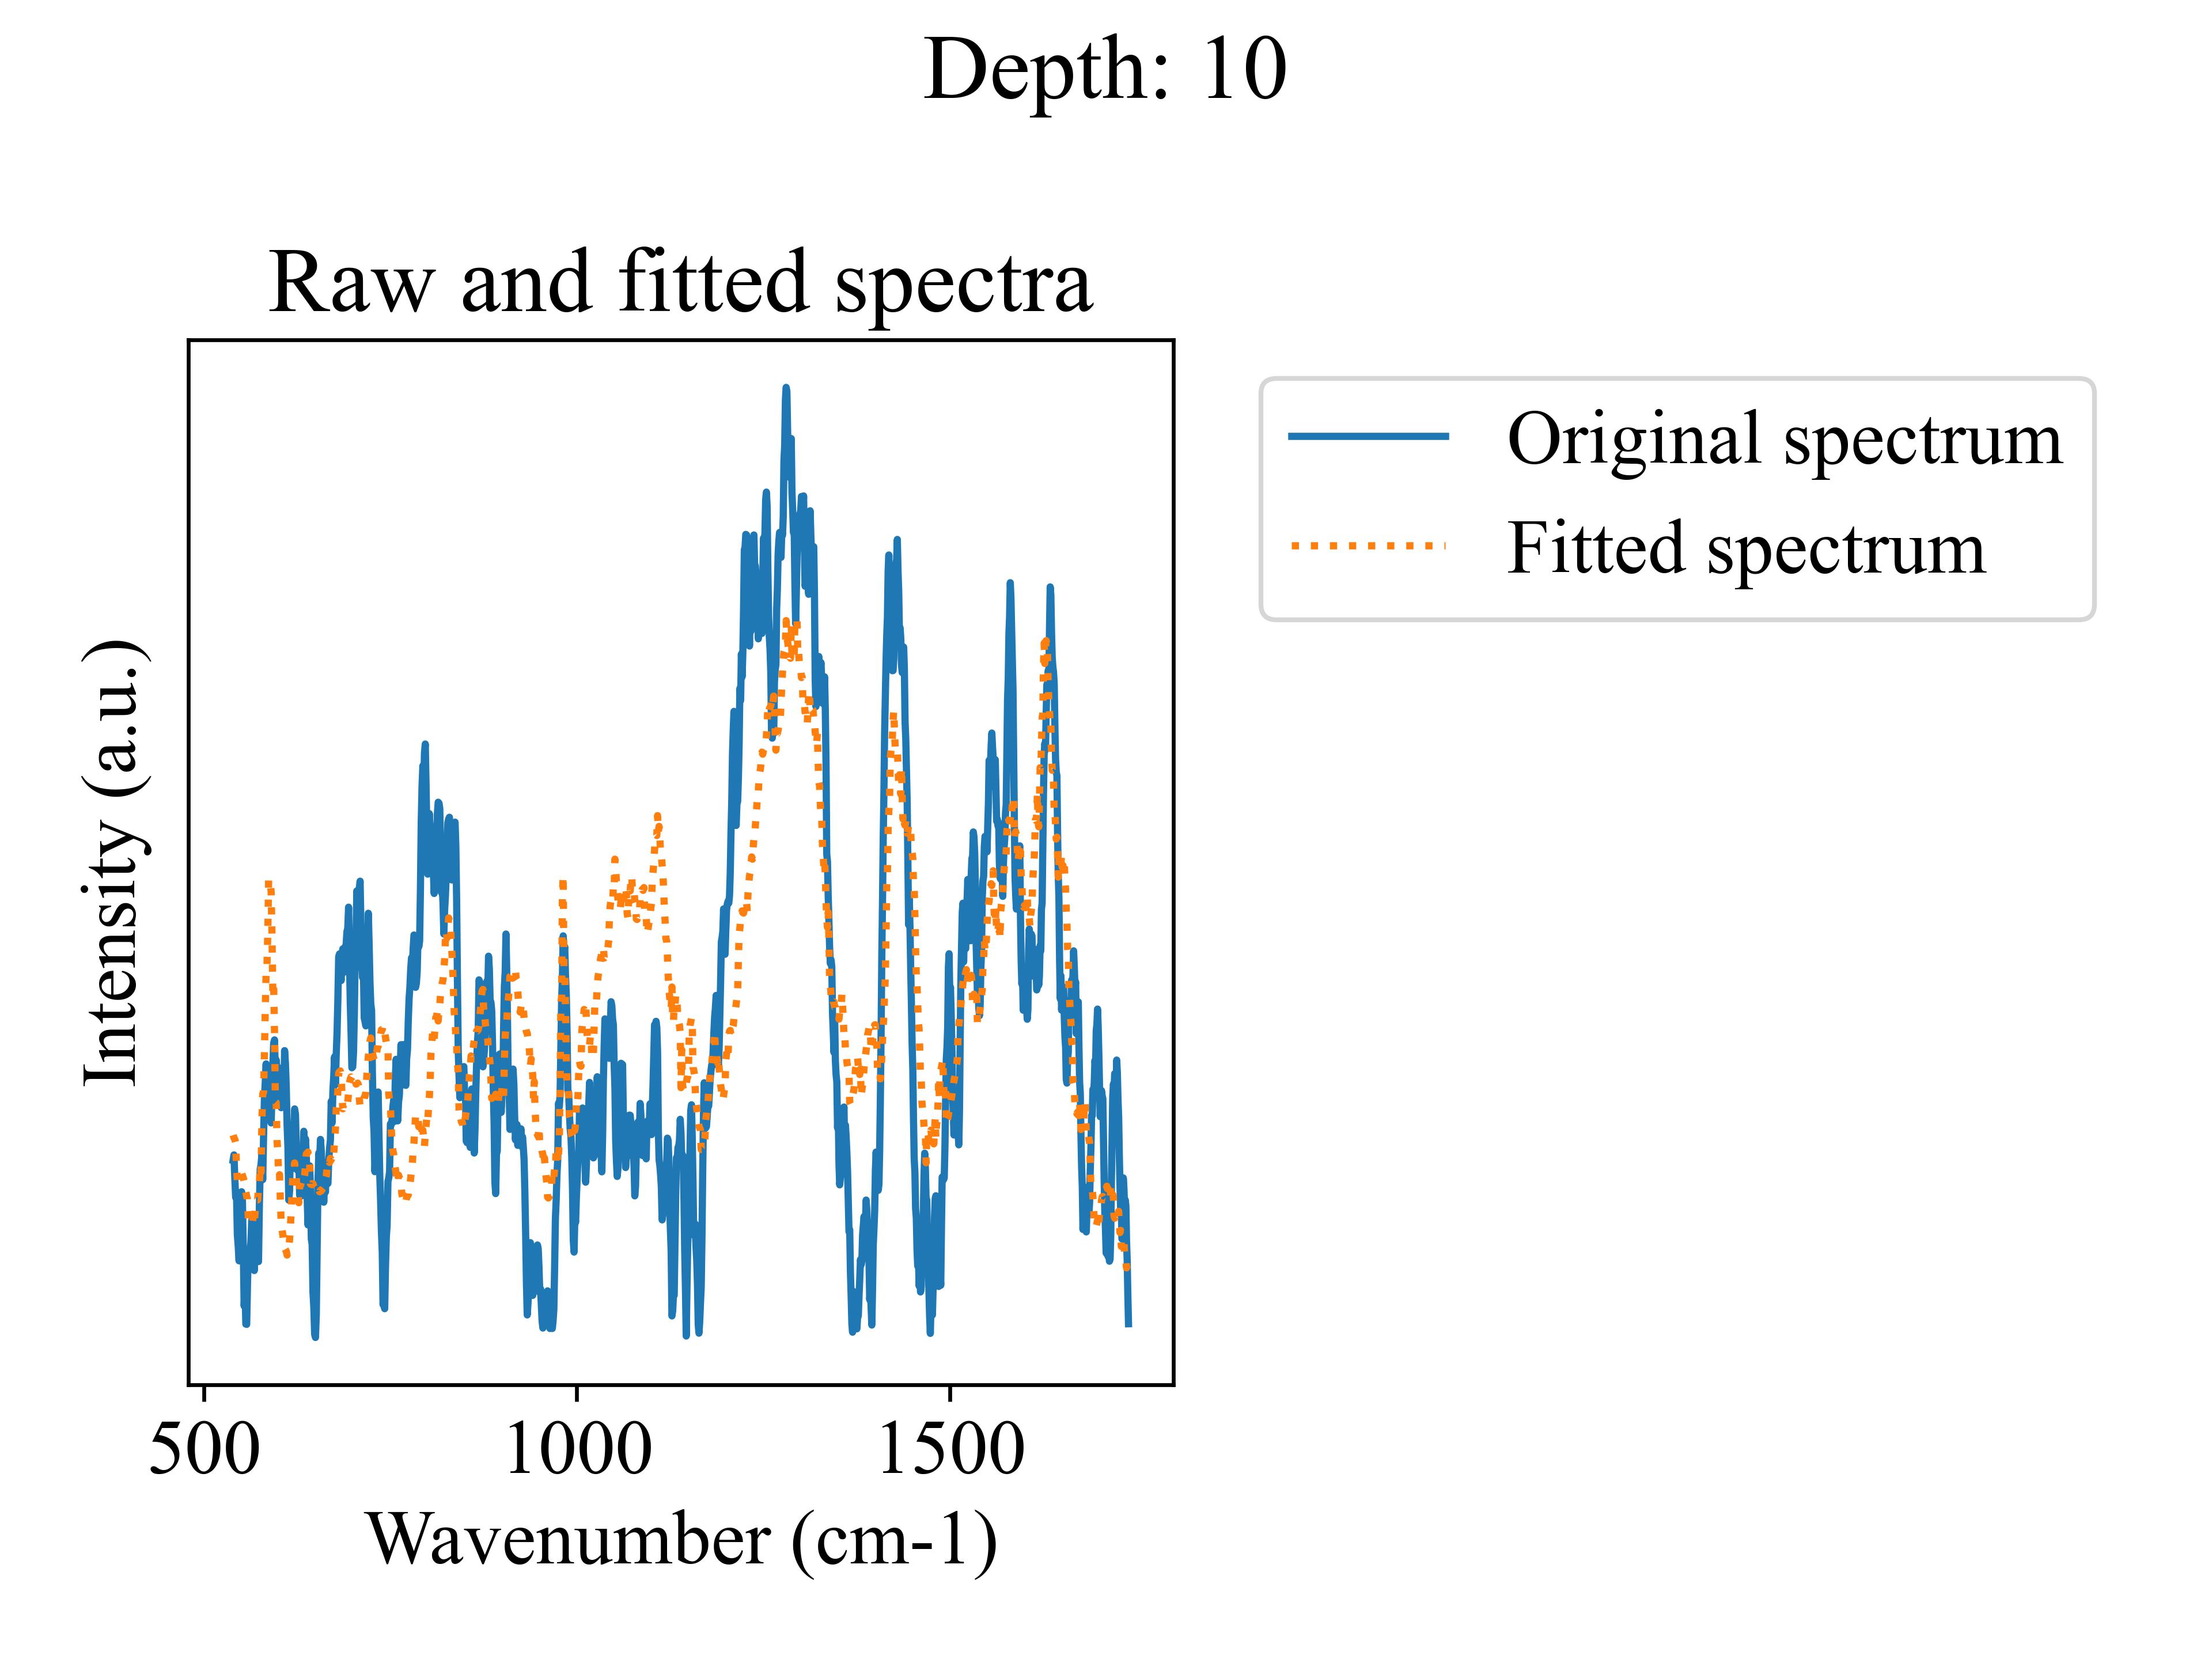 Depth: 10
Raw and fitted spectra
Original spectrum
Fitted spectrum
Intensity (a.u.)
500 1000 1500
Wavenumber (cm-1)